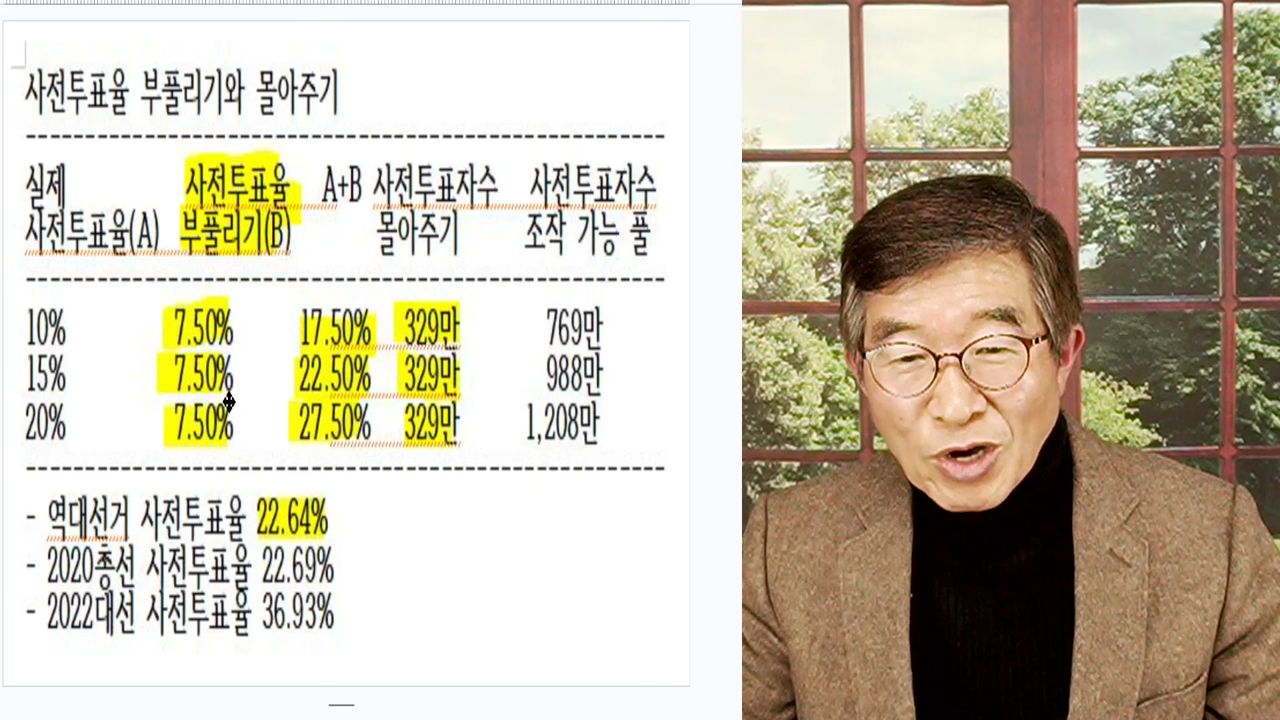 사전투표율 부풀리기와 몰아주기
실제 사전투표율 A+B 사전투표자수 사전투표자수
사전투표율(A) 부풀리기(B) 몰아주기 조작 가능 풀
10% 7.50% 17.50% 329만 769만
15% 7.50% 22.50% 329만 988만
20% 7.50% 27.50% 329만 1,208만
- 역대선거 사전투표율 22.64%
- 2020총선 사전투표율 22.69%
- 2022대선 사전투표율 36.93%